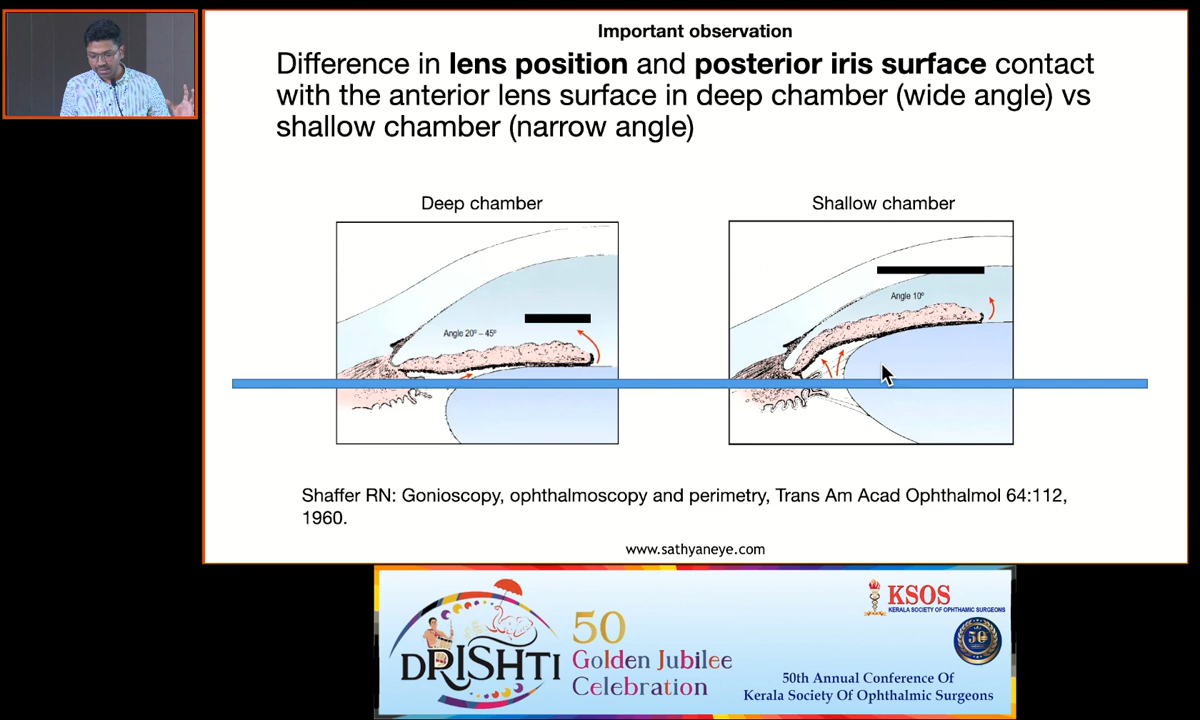 Important observation
Difference in lens position and posterior iris surface contact
with the anterior lens surface in deep chamber (wide angle) vs
shallow chamber (narrow angle)
Deep chamber
Shallow chamber
Angle 20° – 45°
Angle 10°
Shaffer RN: Gonioscopy, ophthalmoscopy and perimetry, Trans Am Acad Ophthalmol 64:112,
1960.
www.sathyaneye.com
DRISHTI
50
Golden Jubilee
Celebration
KSOS
KERALA SOCIETY OF OPHTHAMIC SURGEONS
50
50th Annual Conference Of
Kerala Society Of Ophthalmic Surgeons